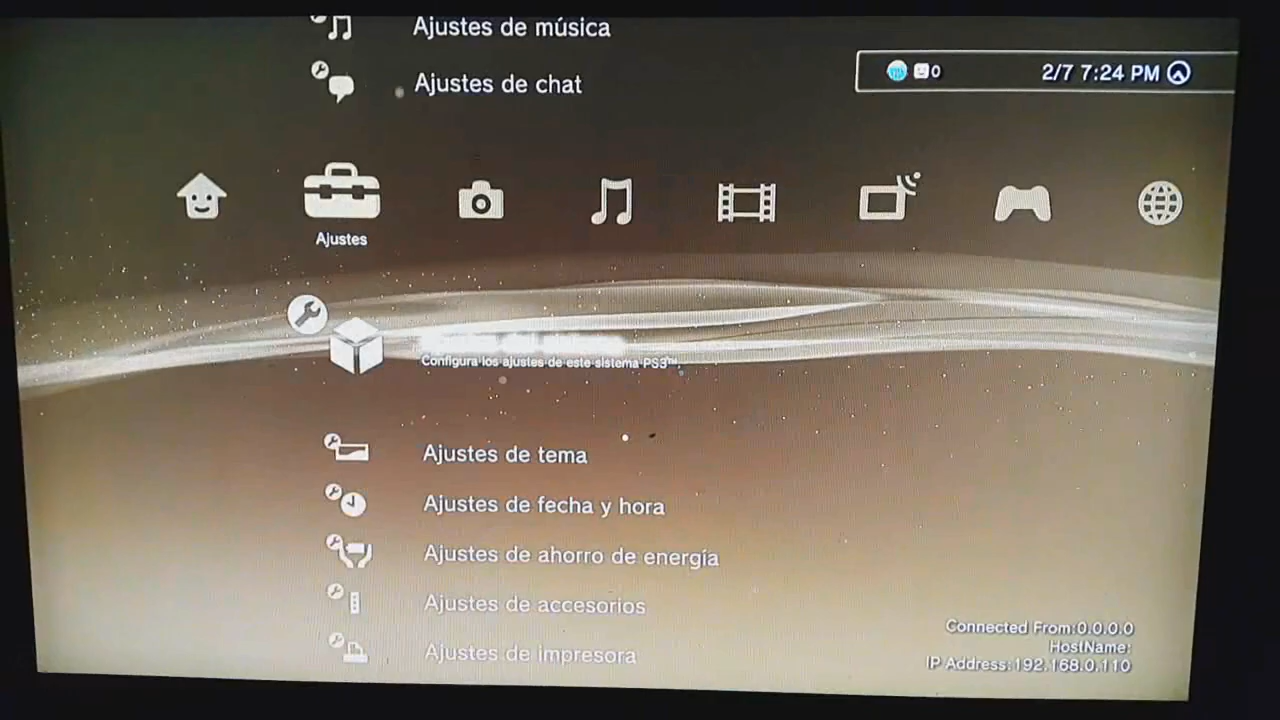 Ajustes de música
Ajustes de chat
0
2/7 7:24 PM
Ajustes
Configura los ajustes de este sistema PS3™.
Ajustes de tema
Ajustes de fecha y hora
Ajustes de ahorro de energía
Ajustes de accesorios
Ajustes de impresora
Connected From:0.0.0.0
HostName:
IP Address:192.168.0.110